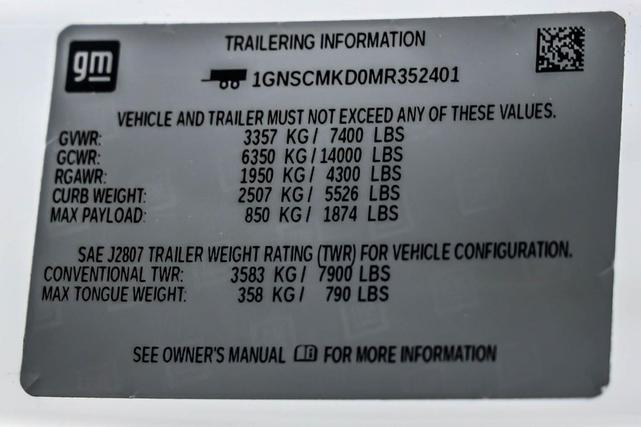 gm
TRAILERING INFORMATION
1GNSCMKD0MR352401
VEHICLE AND TRAILER MUST NOT EXCEED ANY OF THESE VALUES.
GVWR: 3357 KG / 7400 LBS
GCWR: 6350 KG / 14000 LBS
RGAWR: 1950 KG / 4300 LBS
CURB WEIGHT: 2507 KG / 5526 LBS
MAX PAYLOAD: 850 KG / 1874 LBS
SAE J2807 TRAILER WEIGHT RATING (TWR) FOR VEHICLE CONFIGURATION.
CONVENTIONAL TWR: 3583 KG / 7900 LBS
MAX TONGUE WEIGHT: 358 KG / 790 LBS
SEE OWNER'S MANUAL FOR MORE INFORMATION